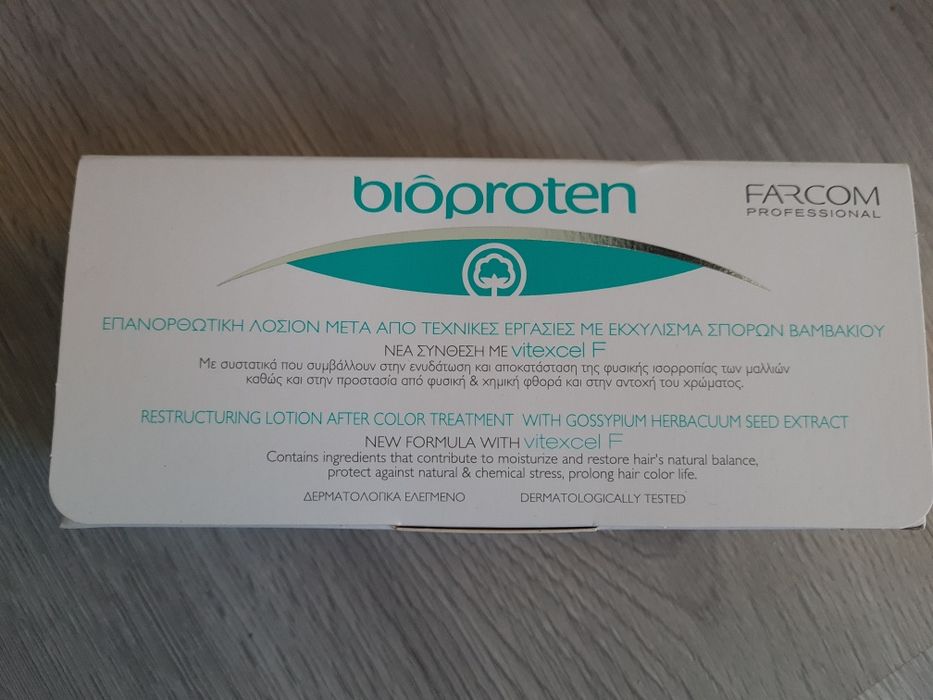 biôproten
FARCOM
PROFESSIONAL
ΕΠΑΝΟΡΘΩΤΙΚΗ ΛΟΣΙΟΝ ΜΕΤΑ ΑΠΟ ΤΕΧΝΙΚΕΣ ΕΡΓΑΣΙΕΣ ΜΕ ΕΚΧΥΛΙΣΜΑ ΣΠΟΡΩΝ ΒΑΜΒΑΚΙΟΥ
ΝΕΑ ΣΥΝΘΕΣΗ ΜΕ vitexcel F
Με συστατικά που συμβάλλουν στην ενυδάτωση και αποκατάσταση της φυσικής ισορροπίας των μαλλιών
καθώς και στην προστασία από φυσική & χημική φθορά και στην αντοχή του χρώματος.
RESTRUCTURING LOTION AFTER COLOR TREATMENT WITH GOSSYPIUM HERBACUUM SEED EXTRACT
NEW FORMULA WITH vitexcel F
Contains ingredients that contribute to moisturize and restore hair's natural balance,
protect against natural & chemical stress, prolong hair color life.
ΔΕΡΜΑΤΟΛΟΓΙΚΑ ΕΛΕΓΜΕΝΟ DERMATOLOGICALLY TESTED